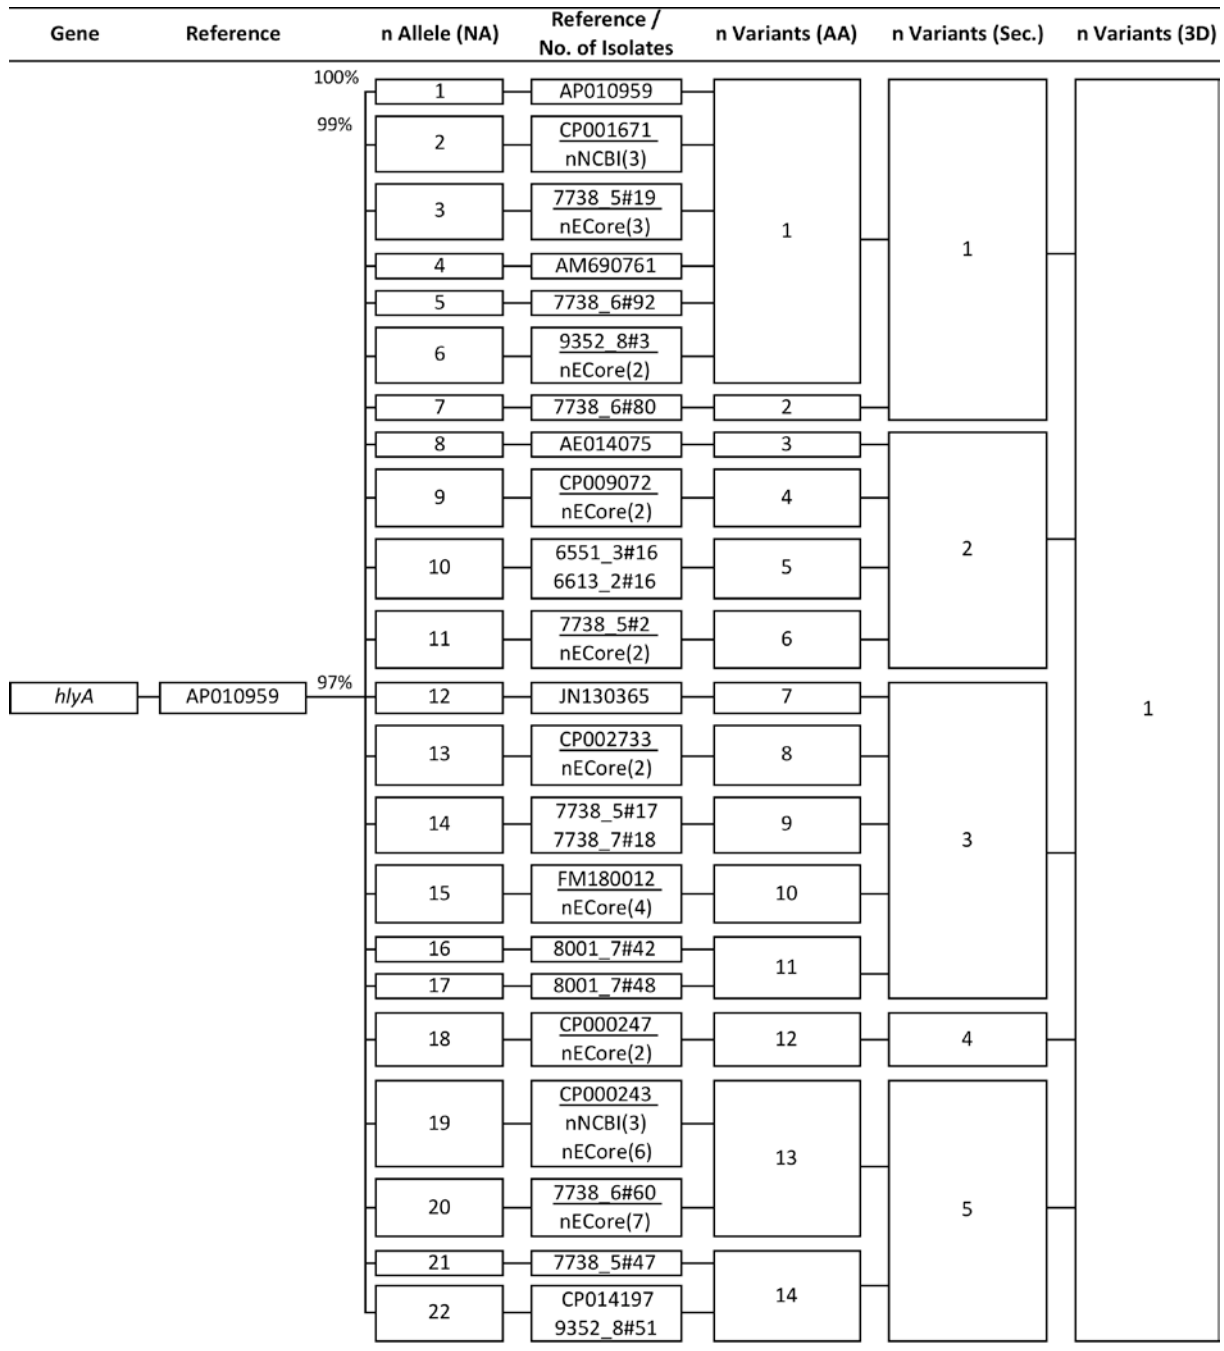 Gene Reference n Allele (NA) Reference / No. of Isolates n Variants (AA) n Variants (Sec.) n Variants (3D)
100%
1 AP010959
99%
2 CP001671
nNCBI(3)
3 7738_5#19
nECore(3)
1
1
4 AM690761
5 7738_6#92
6 9352_8#3
nECore(2)
7 7738_6#80 2
8 AE014075 3
9 CP009072 4
nECore(2)
2
10 6551_3#16 5
6613_2#16
11 7738_5#2 6
nECore(2)
97%
hlyA AP010959 12 JN130365 7
1
13 CP002733 8
nECore(2)
14 7738_5#17 9
7738_7#18
3
15 FM180012 10
nECore(4)
16 8001_7#42
11
17 8001_7#48
18 CP000247 12 4
nECore(2)
19 CP000243
nNCBI(3)
nECore(6)
13
20 7738_6#60 5
nECore(7)
21 7738_5#47
14
22 CP014197
9352_8#51